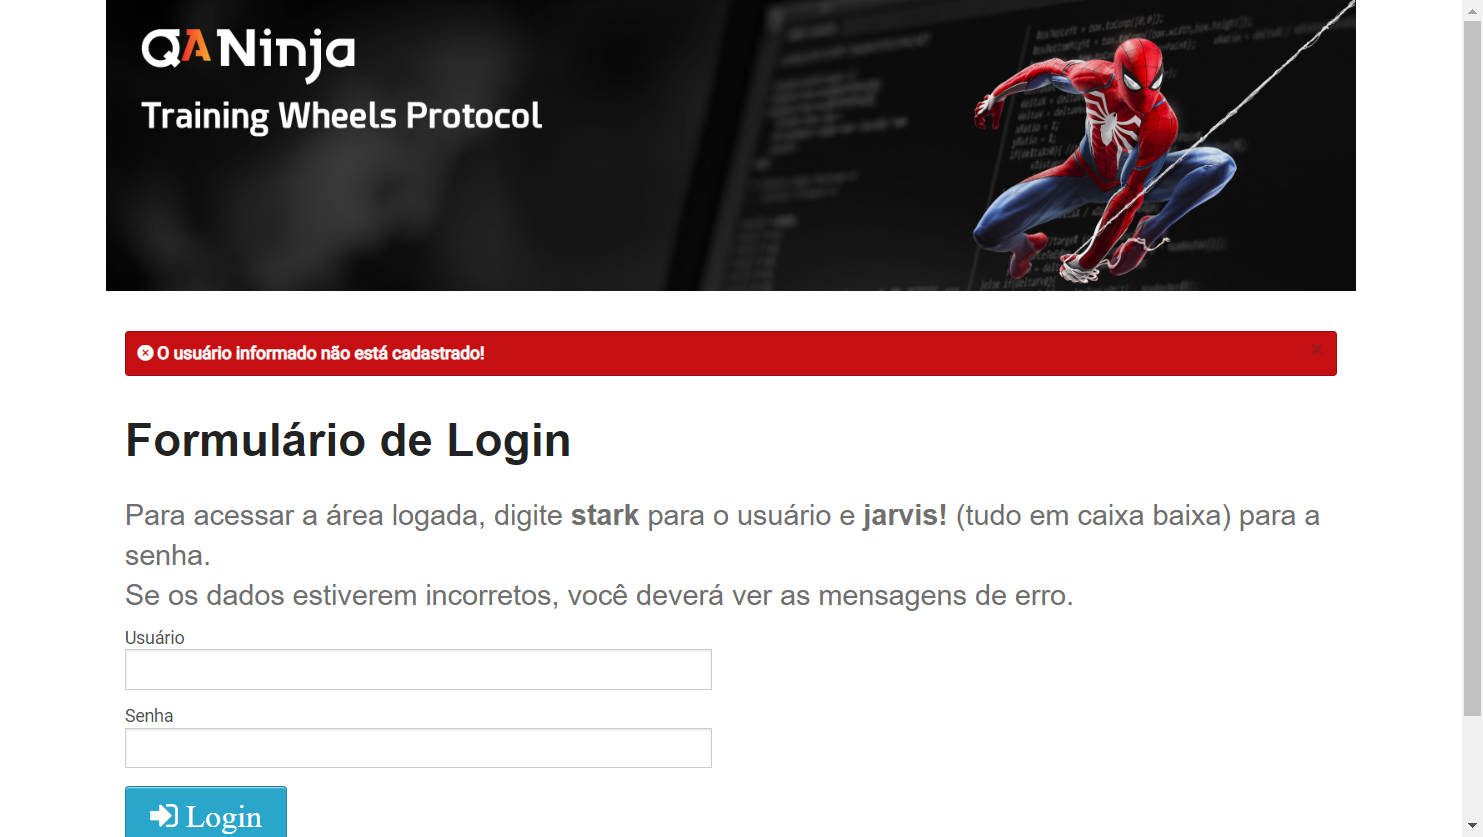 QANinja
Training Wheels Protocol
O usuário informado não está cadastrado!
×
Formulário de Login
Para acessar a área logada, digite stark para o usuário e jarvis! (tudo em caixa baixa) para a
senha.
Se os dados estiverem incorretos, você deverá ver as mensagens de erro.
Usuário
Senha
Login